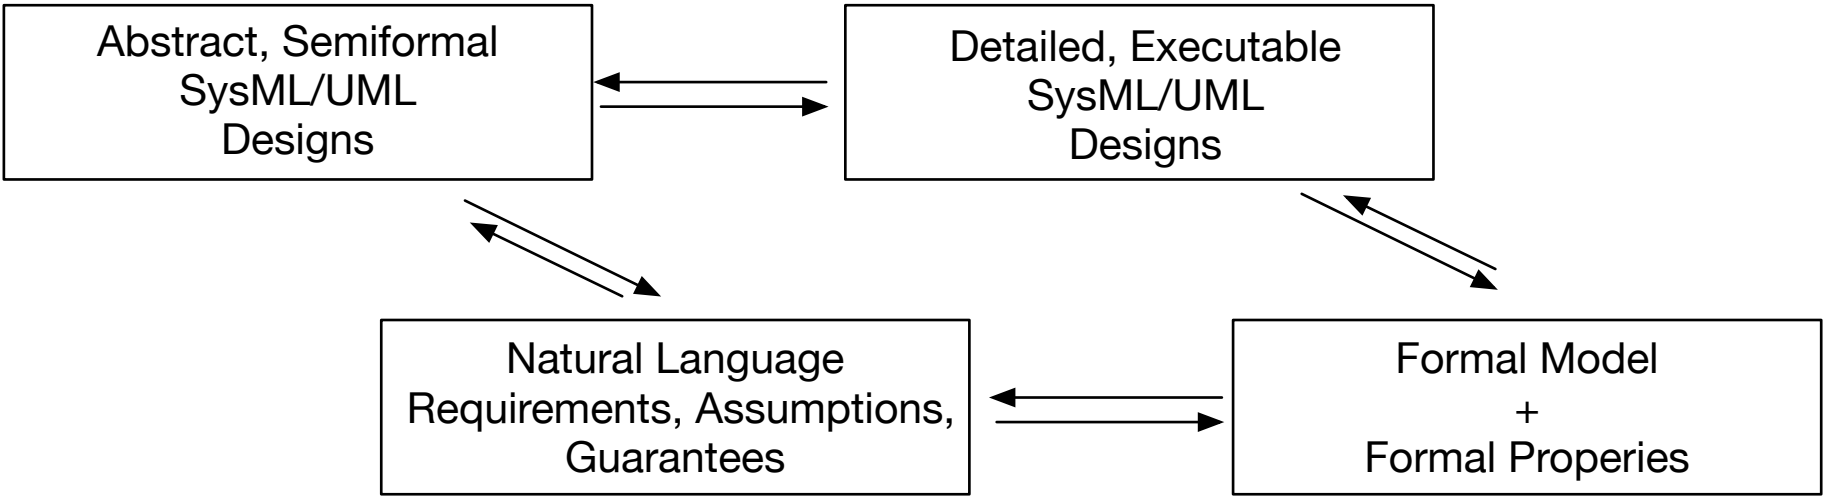 Abstract, Semiformal
SysML/UML
Designs
Detailed, Executable
SysML/UML
Designs
Natural Language
Requirements, Assumptions,
Guarantees
Formal Model
+
Formal Properies